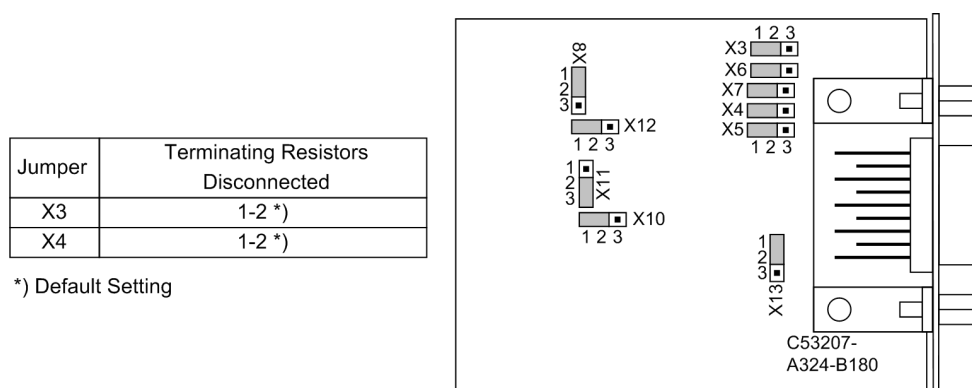 Jumper
Terminating Resistors
Disconnected
X3
1-2 *)
X4
1-2 *)
*) Default Setting
X8
1
2
3
X12
1 2 3
1
2
3
X11
X10
1 2 3
1 2 3
X3
X6
X7
X4
X5
1 2 3
1
2
3
X13
C53207-
A324-B180